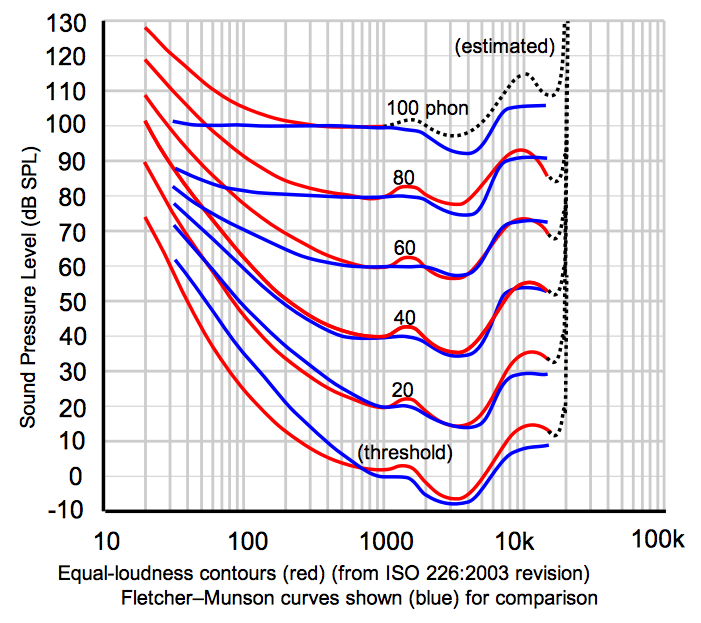 130
120
110
100
90
80
70
60
50
40
30
20
10
0
-10
Sound Pressure Level (dB SPL)
(estimated)
100 phon
80
60
40
20
(threshold)
10 100 1000 10k 100k
Equal-loudness contours (red) (from ISO 226:2003 revision)
Fletcher–Munson curves shown (blue) for comparison